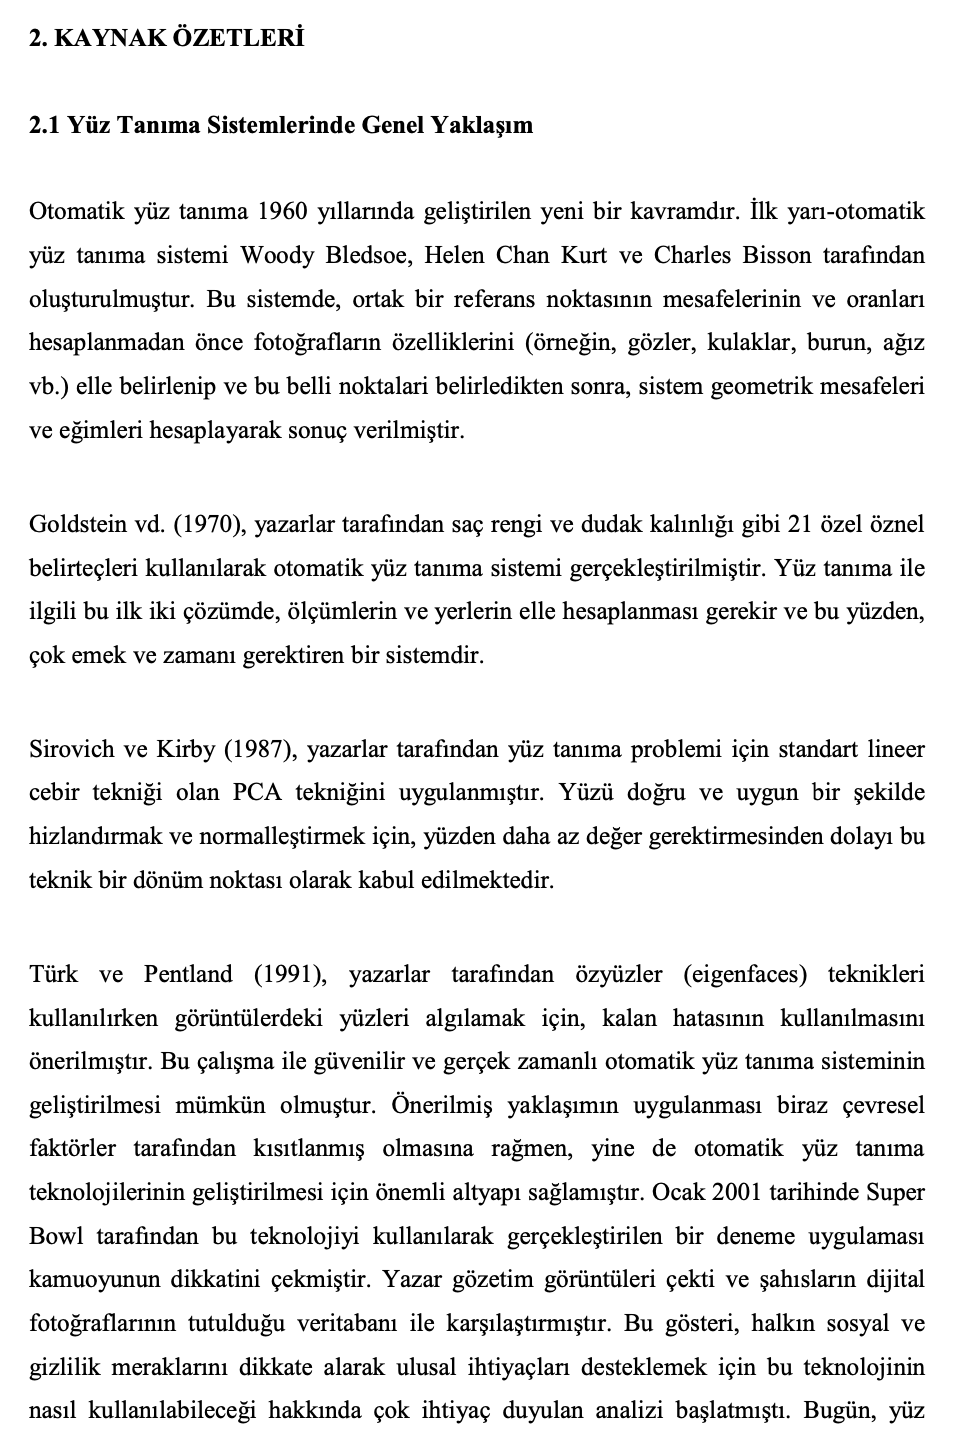 2. KAYNAK ÖZETLERİ
2.1 Yüz Tanıma Sistemlerinde Genel Yaklaşım
Otomatik yüz tanıma 1960 yıllarında geliştirilen yeni bir kavramdır. İlk yarı-otomatik
yüz tanıma sistemi Woody Bledsoe, Helen Chan Kurt ve Charles Bisson tarafından
oluşturulmuştur. Bu sistemde, ortak bir referans noktasının mesafelerinin ve oranları
hesaplanmadan önce fotoğrafların özelliklerini (örneğin, gözler, kulaklar, burun, ağız
vb.) elle belirlenip ve bu belli noktalari belirledikten sonra, sistem geometrik mesafeleri
ve eğimleri hesaplayarak sonuç verilmiştir.
Goldstein vd. (1970), yazarlar tarafından saç rengi ve dudak kalınlığı gibi 21 özel öznel
belirteçleri kullanılarak otomatik yüz tanıma sistemi gerçekleştirilmiştir. Yüz tanıma ile
ilgili bu ilk iki çözümde, ölçümlerin ve yerlerin elle hesaplanması gerekir ve bu yüzden,
çok emek ve zamanı gerektiren bir sistemdir.
Sirovich ve Kirby (1987), yazarlar tarafından yüz tanıma problemi için standart lineer
cebir tekniği olan PCA tekniğini uygulanmıştır. Yüzü doğru ve uygun bir şekilde
hizlandırmak ve normalleştirmek için, yüzden daha az değer gerektirmesinden dolayı bu
teknik bir dönüm noktası olarak kabul edilmektedir.
Türk ve Pentland (1991), yazarlar tarafından özyüzler (eigenfaces) teknikleri
kullanılırken görüntülerdeki yüzleri algılamak için, kalan hatasının kullanılmasını
önerilmıştır. Bu çalışma ile güvenilir ve gerçek zamanlı otomatik yüz tanıma sisteminin
geliştirilmesi mümkün olmuştur. Önerilmiş yaklaşımın uygulanması biraz çevresel
faktörler tarafından kısıtlanmış olmasına rağmen, yine de otomatik yüz tanıma
teknolojilerinin geliştirilmesi için önemli altyapı sağlamıştır. Ocak 2001 tarihinde Super
Bowl tarafından bu teknolojiyi kullanılarak gerçekleştirilen bir deneme uygulaması
kamuoyunun dikkatini çekmiştir. Yazar gözetim görüntüleri çekti ve şahısların dijital
fotoğraflarının tutulduğu veritabanı ile karşılaştırmıştır. Bu gösteri, halkın sosyal ve
gizlilik meraklarını dikkate alarak ulusal ihtiyaçları desteklemek için bu teknolojinin
nasıl kullanılabileceği hakkında çok ihtiyaç duyulan analizi başlatmıştı. Bugün, yüz